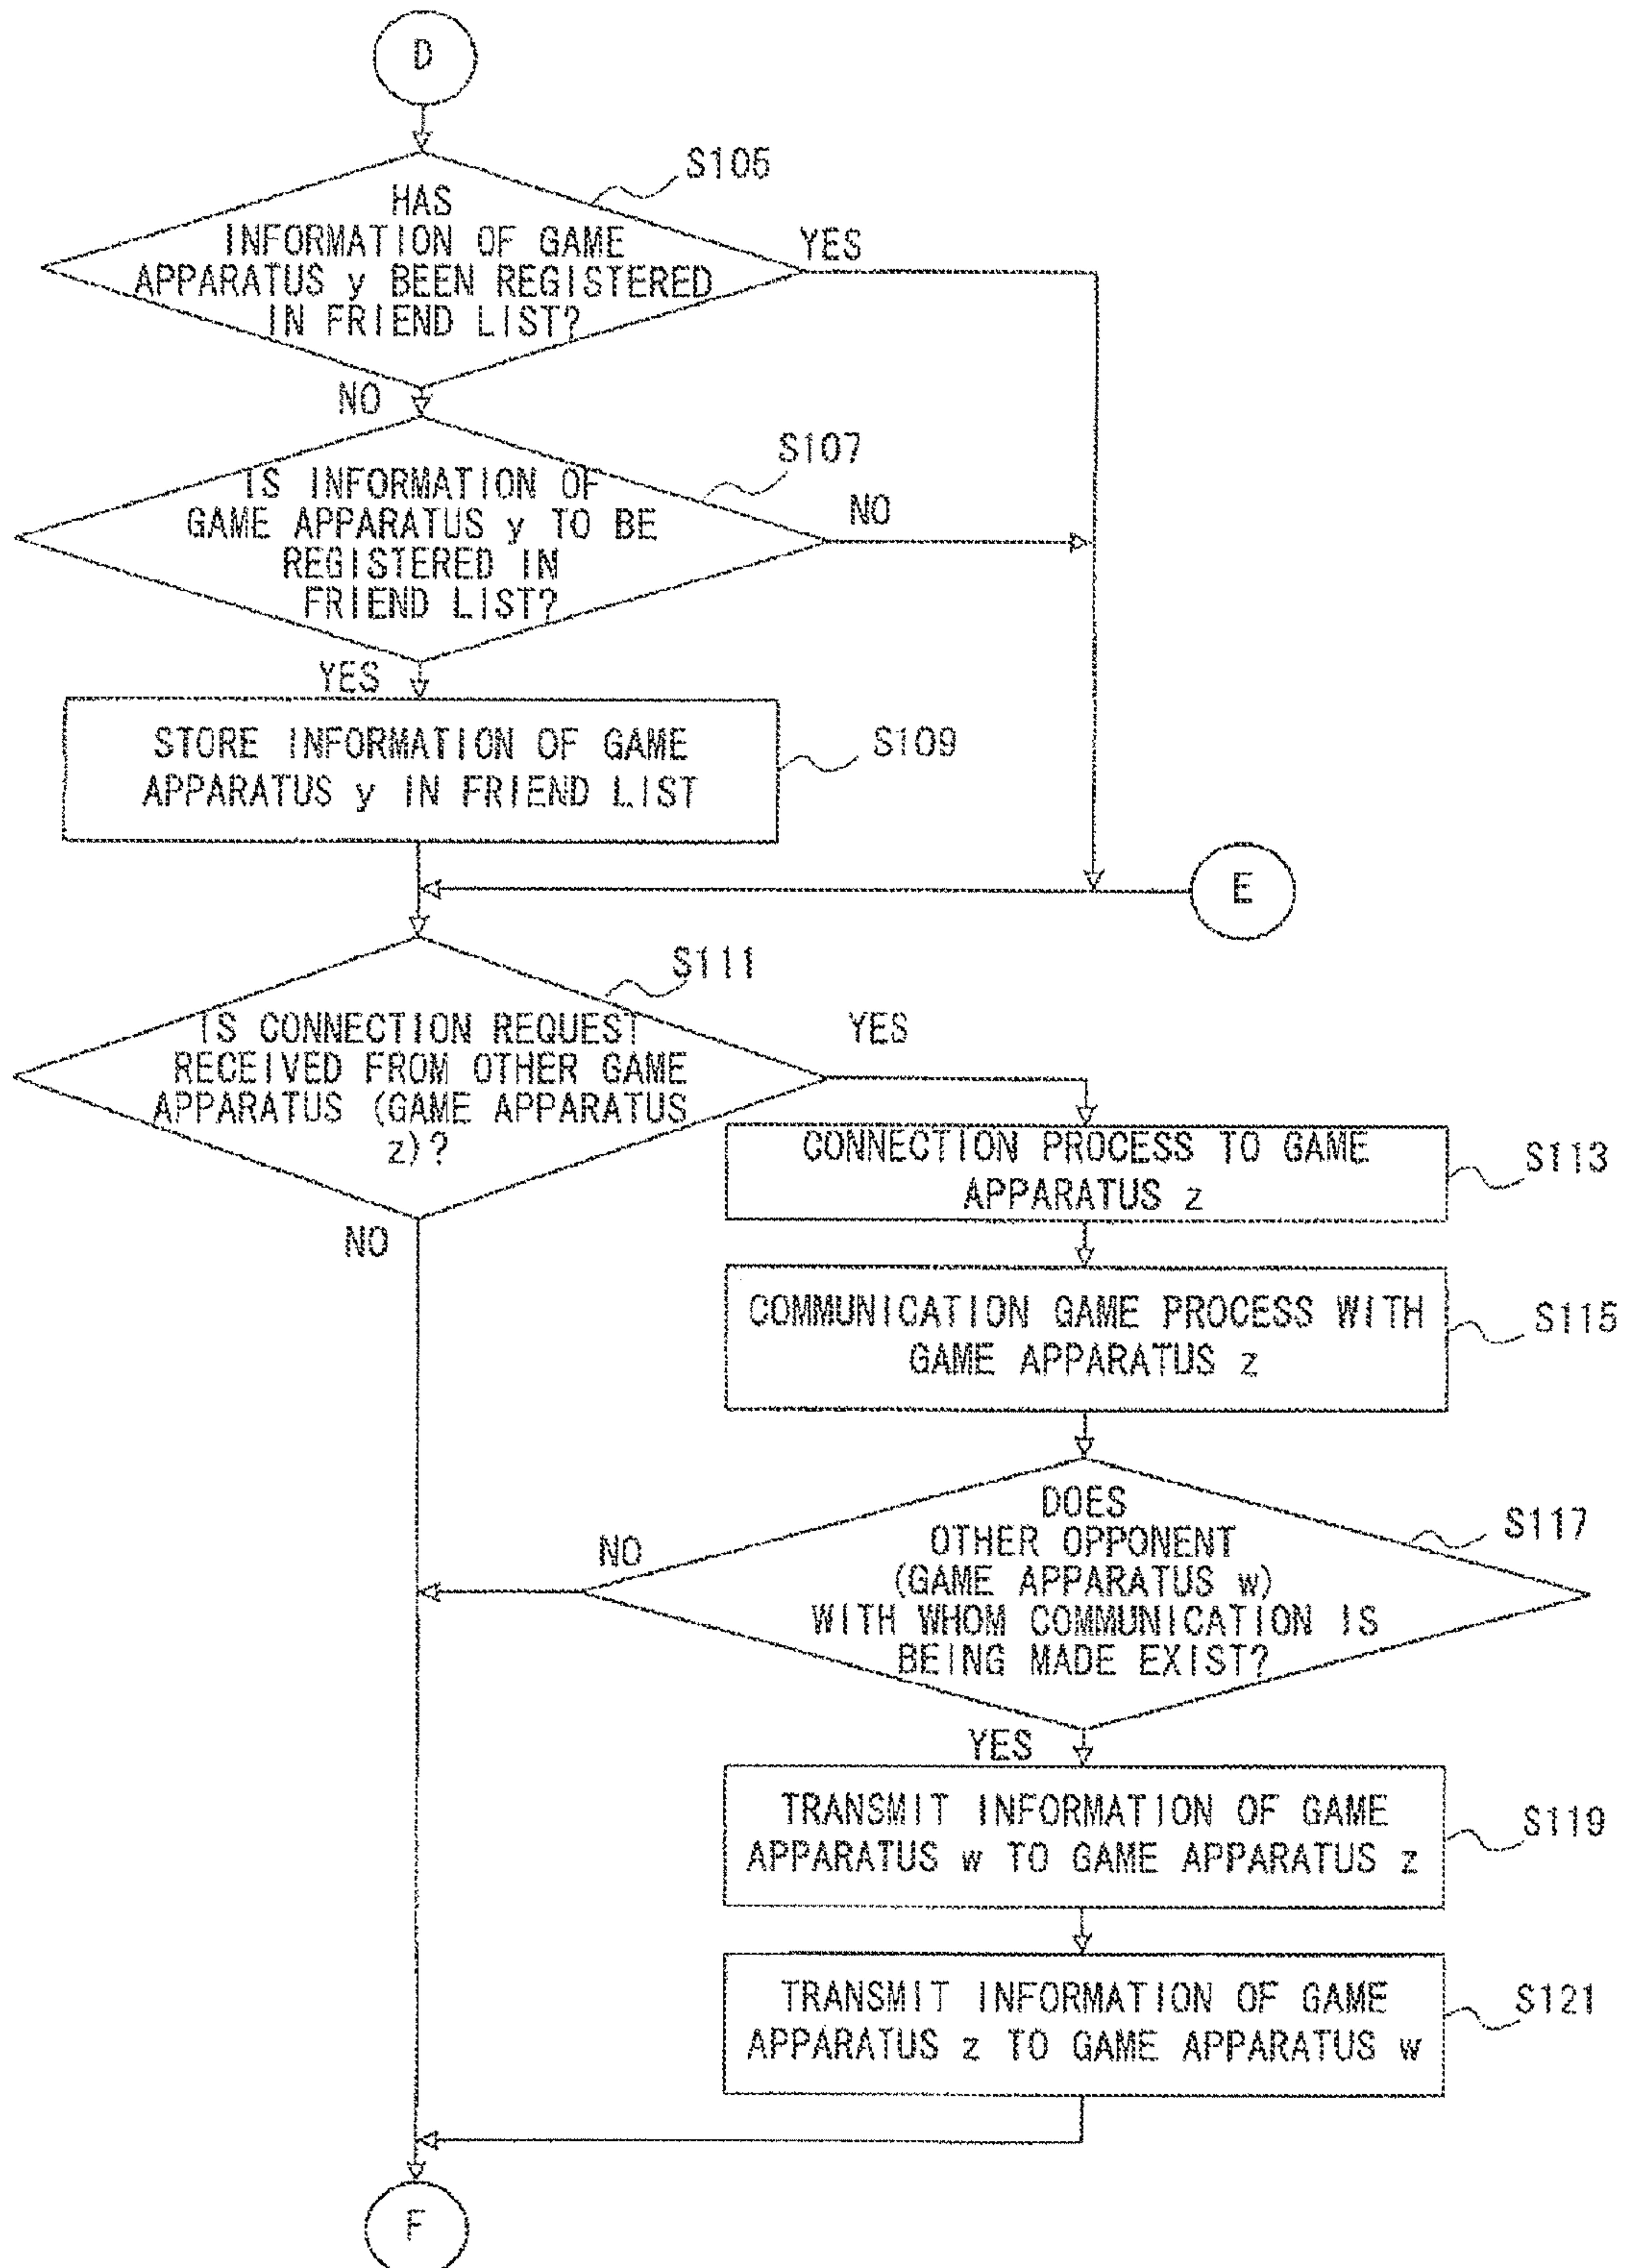 D
S105
HAS
INFORMATION OF GAME
APPARATUS y BEEN REGISTERED
IN FRIEND LIST?
YES
NO
S107
IS INFORMATION OF
GAME APPARATUS y TO BE
REGISTERED IN
FRIEND LIST?
NO
YES
STORE INFORMATION OF GAME
APPARATUS y IN FRIEND LIST
S109
E
S111
IS CONNECTION REQUEST
RECEIVED FROM OTHER GAME
APPARATUS (GAME APPARATUS
z)?
YES
NO
CONNECTION PROCESS TO GAME
APPARATUS z
S113
COMMUNICATION GAME PROCESS WITH
GAME APPARATUS z
S115
DOES
OTHER OPPONENT
(GAME APPARATUS w)
WITH WHOM COMMUNICATION IS
BEING MADE EXIST?
S117
NO
YES
TRANSMIT INFORMATION OF GAME
APPARATUS w TO GAME APPARATUS z
S119
TRANSMIT INFORMATION OF GAME
APPARATUS z TO GAME APPARATUS w
S121
F